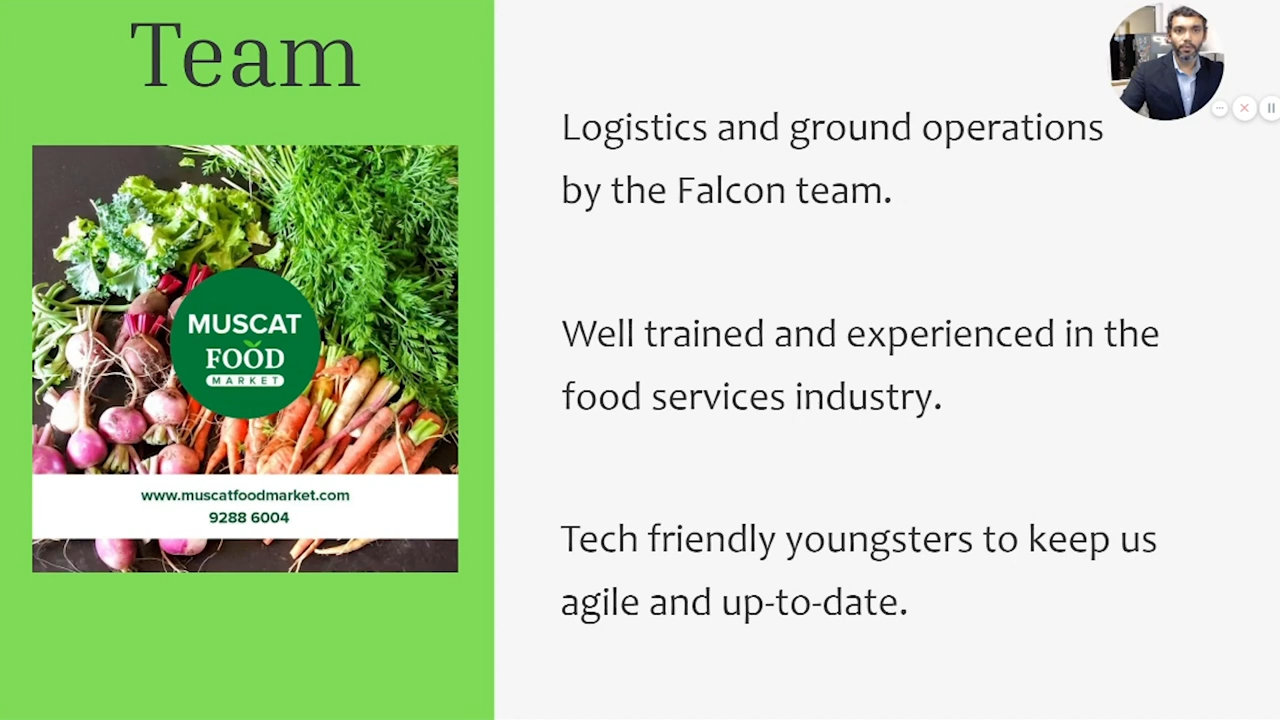 Team
MUSCAT
FOOD
MARKET
www.muscatfoodmarket.com
9288 6004
Logistics and ground operations
by the Falcon team.
Well trained and experienced in the
food services industry.
Tech friendly youngsters to keep us
agile and up-to-date.